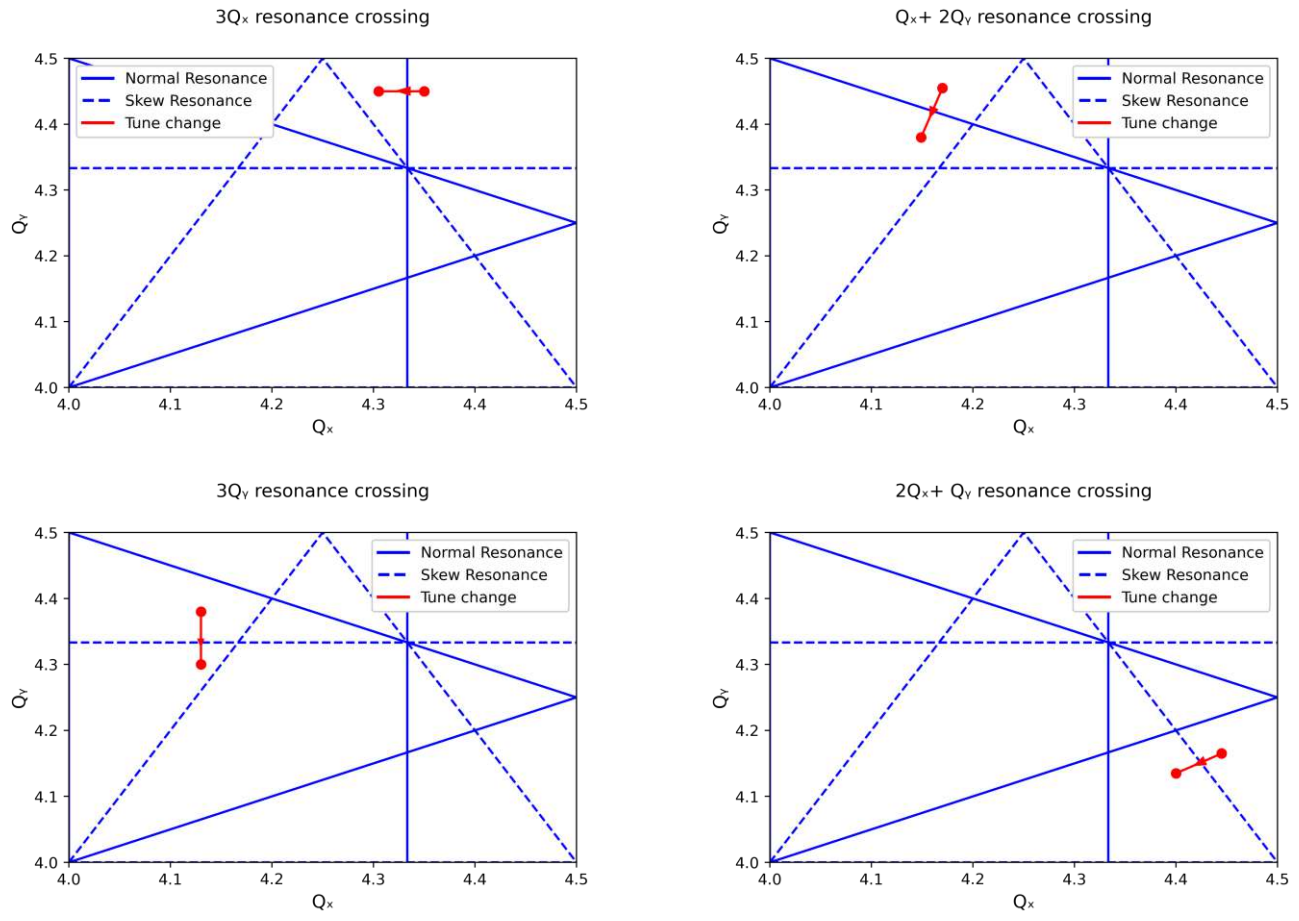 3Qₓ resonance crossing
Normal Resonance
Skew Resonance
Tune change
4.5
4.4
4.3
4.2
4.1
4.0
Qᵧ
4.0 4.1 4.2 4.3 4.4 4.5
Qₓ
Qₓ+ 2Qᵧ resonance crossing
Normal Resonance
Skew Resonance
Tune change
4.5
4.4
4.3
4.2
4.1
4.0
Qᵧ
4.0 4.1 4.2 4.3 4.4 4.5
Qₓ
3Qᵧ resonance crossing
Normal Resonance
Skew Resonance
Tune change
4.5
4.4
4.3
4.2
4.1
4.0
Qᵧ
4.0 4.1 4.2 4.3 4.4 4.5
Qₓ
2Qₓ+ Qᵧ resonance crossing
Normal Resonance
Skew Resonance
Tune change
4.5
4.4
4.3
4.2
4.1
4.0
Qᵧ
4.0 4.1 4.2 4.3 4.4 4.5
Qₓ